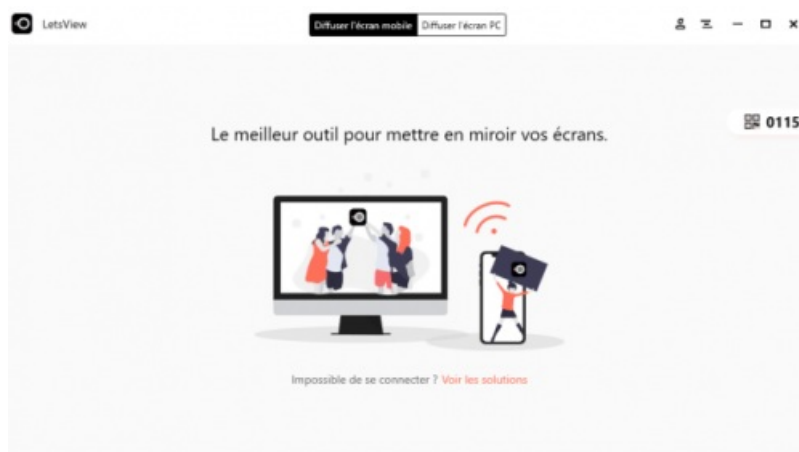 LetsView
Diffuser l'écran mobile Diffuser l'écran PC
0115
Le meilleur outil pour mettre en miroir vos écrans.
Impossible de se connecter ? Voir les solutions